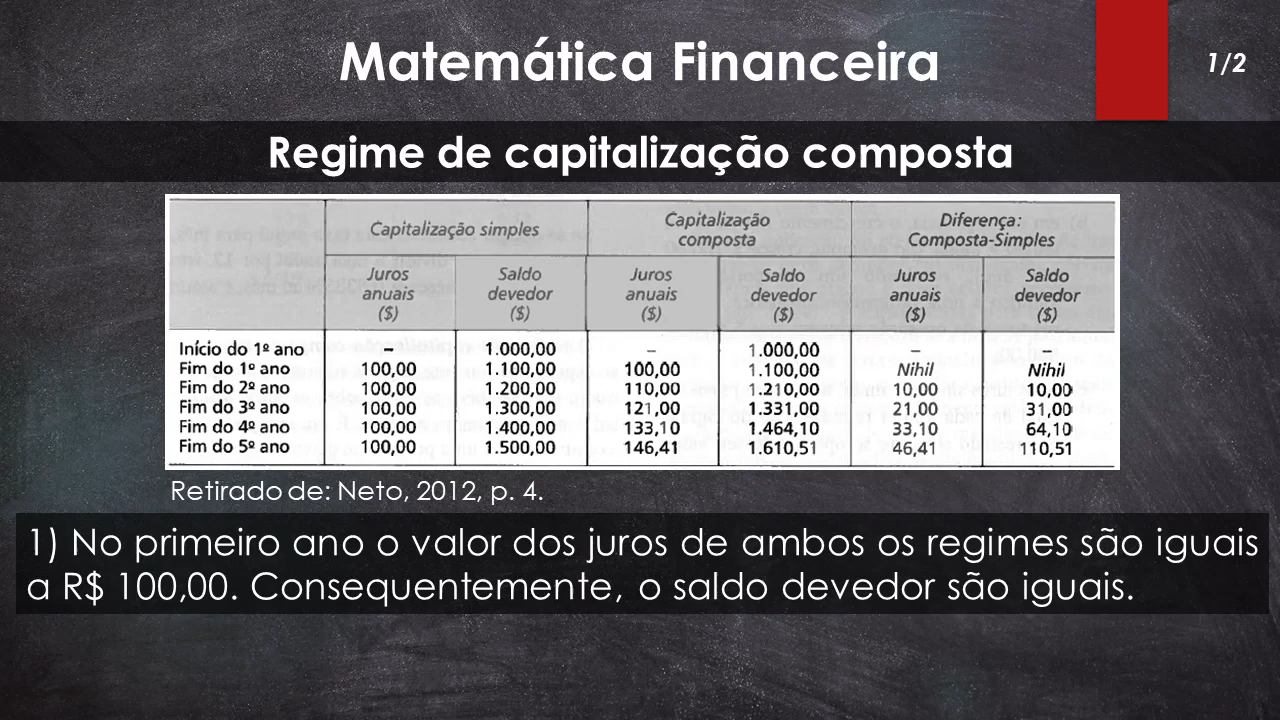 Matemática Financeira
1/2
Regime de capitalização composta
Capitalização simples
Capitalização composta
Diferença: Composta-Simples
Juros anuais ($) Saldo devedor ($) Juros anuais ($) Saldo devedor ($) Juros anuais ($) Saldo devedor ($)
Início do 1º ano – 1.000,00 – 1.000,00 – –
Fim do 1º ano 100,00 1.100,00 100,00 1.100,00 Nihil Nihil
Fim do 2º ano 100,00 1.200,00 110,00 1.210,00 10,00 10,00
Fim do 3º ano 100,00 1.300,00 121,00 1.331,00 21,00 31,00
Fim do 4º ano 100,00 1.400,00 133,10 1.464,10 33,10 64,10
Fim do 5º ano 100,00 1.500,00 146,41 1.610,51 46,41 110,51
Retirado de: Neto, 2012, p. 4.
1) No primeiro ano o valor dos juros de ambos os regimes são iguais
a R$ 100,00. Consequentemente, o saldo devedor são iguais.